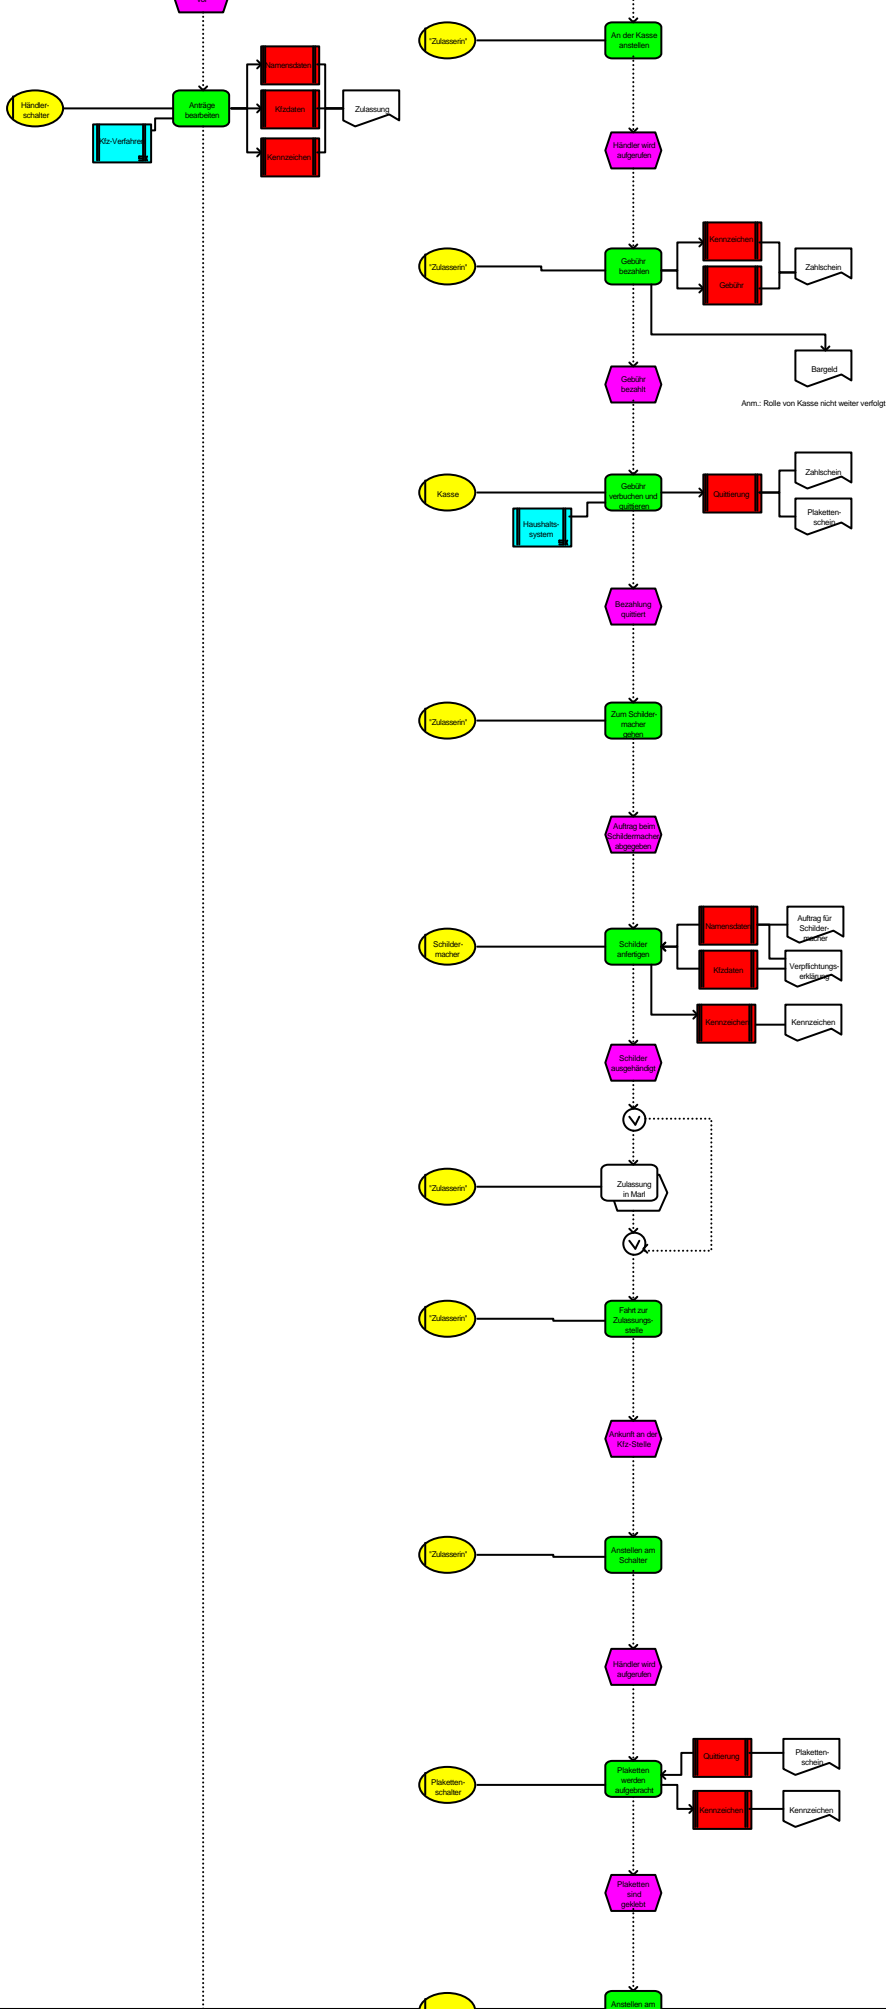 "Zulasserin"
An der Kasse
anstellen
Namensdaten
Händler-
schalter
Anträge
bearbeiten
Kfzdaten
Zulassung
Kfz-Verfahren
Kennzeichen
Händler wird
aufgerufen
"Zulasserin"
Gebühr
bezahlen
Kennzeichen
Gebühr
Zahlschein
Bargeld
Gebühr
bezahlt
Anm.: Rolle von Kasse nicht weiter verfolgt
Kasse
Gebühr
verbuchen und
quittieren
Quittierung
Zahlschein
Plaketten-
schein
Haushalts-
system
Bezahlung
quittiert
"Zulasserin"
Zum Schilder-
macher
gehen
Auftrag beim
Schildermacher
abgegeben
Schilder-
macher
Schilder
anfertigen
Namensdaten
Auftrag für
Schilder-
macher
Kfzdaten
Verpflichtungs-
erklärung
Kennzeichen
Kennzeichen
Schilder
ausgehändigt
"Zulasserin"
Zulassung
in Marl
"Zulasserin"
Fahrt zur
Zulassungs-
stelle
Ankunft an der
Kfz-Stelle
"Zulasserin"
Anstellen am
Schalter
Händler wird
aufgerufen
Plaketten-
schalter
Plaketten
werden
aufgebracht
Quittierung
Plaketten-
schein
Kennzeichen
Kennzeichen
Plaketten
sind
geklebt
Anstellen am